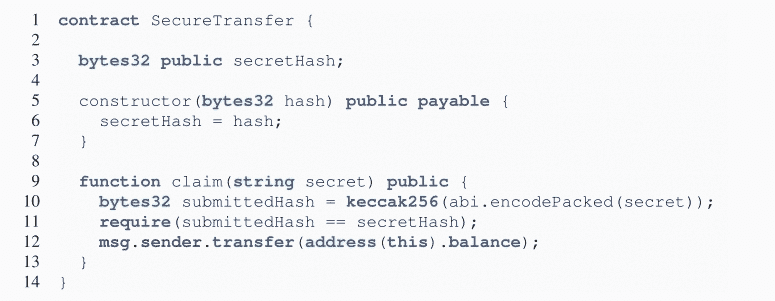 1 contract SecureTransfer {
2
3 bytes32 public secretHash;
4
5 constructor(bytes32 hash) public payable {
6 secretHash = hash;
7 }
8
9 function claim(string secret) public {
10 bytes32 submittedHash = keccak256(abi.encodePacked(secret));
11 require(submittedHash == secretHash);
12 msg.sender.transfer(address(this).balance);
13 }
14 }